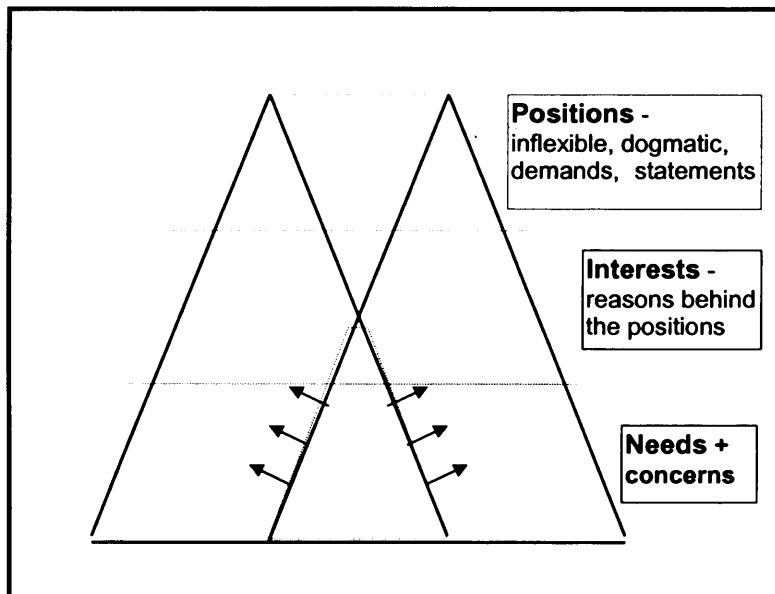 Positions -
inflexible, dogmatic,
demands, statements
Interests -
reasons behind
the positions
Needs +
concerns